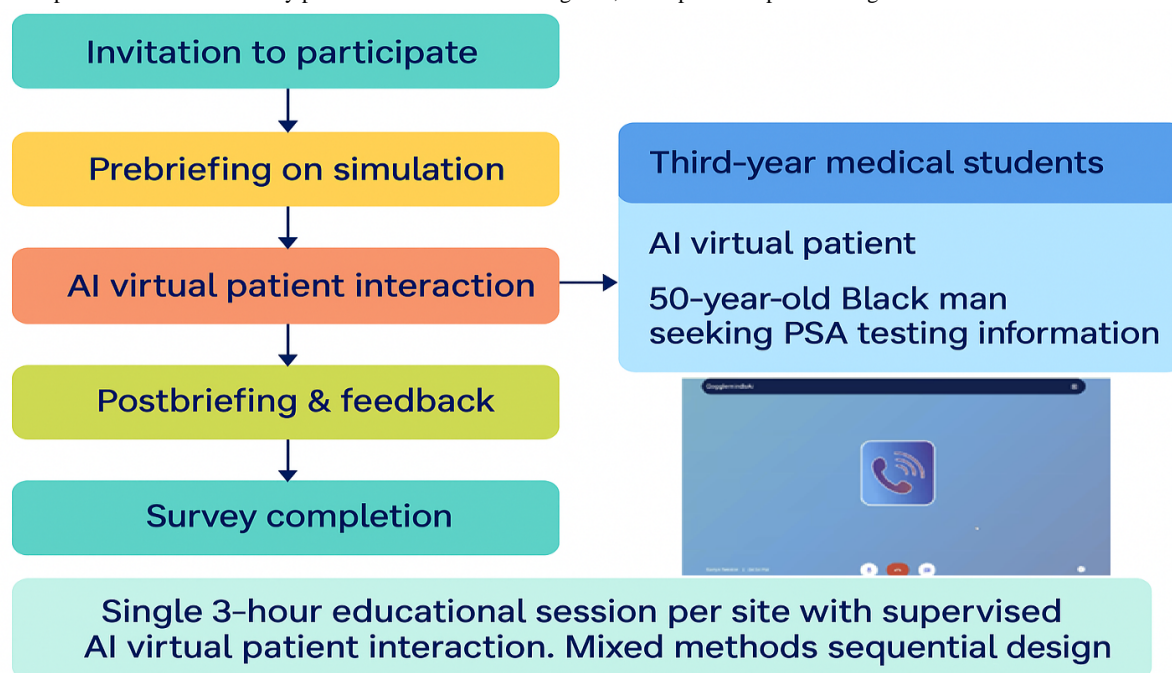 Invitation to participate
Prebriefing on simulation
AI virtual patient interaction
Postbriefing & feedback
Survey completion
Third-year medical students
AI virtual patient
50-year-old Black man
seeking PSA testing information
Single 3-hour educational session per site with supervised
AI virtual patient interaction. Mixed methods sequential design